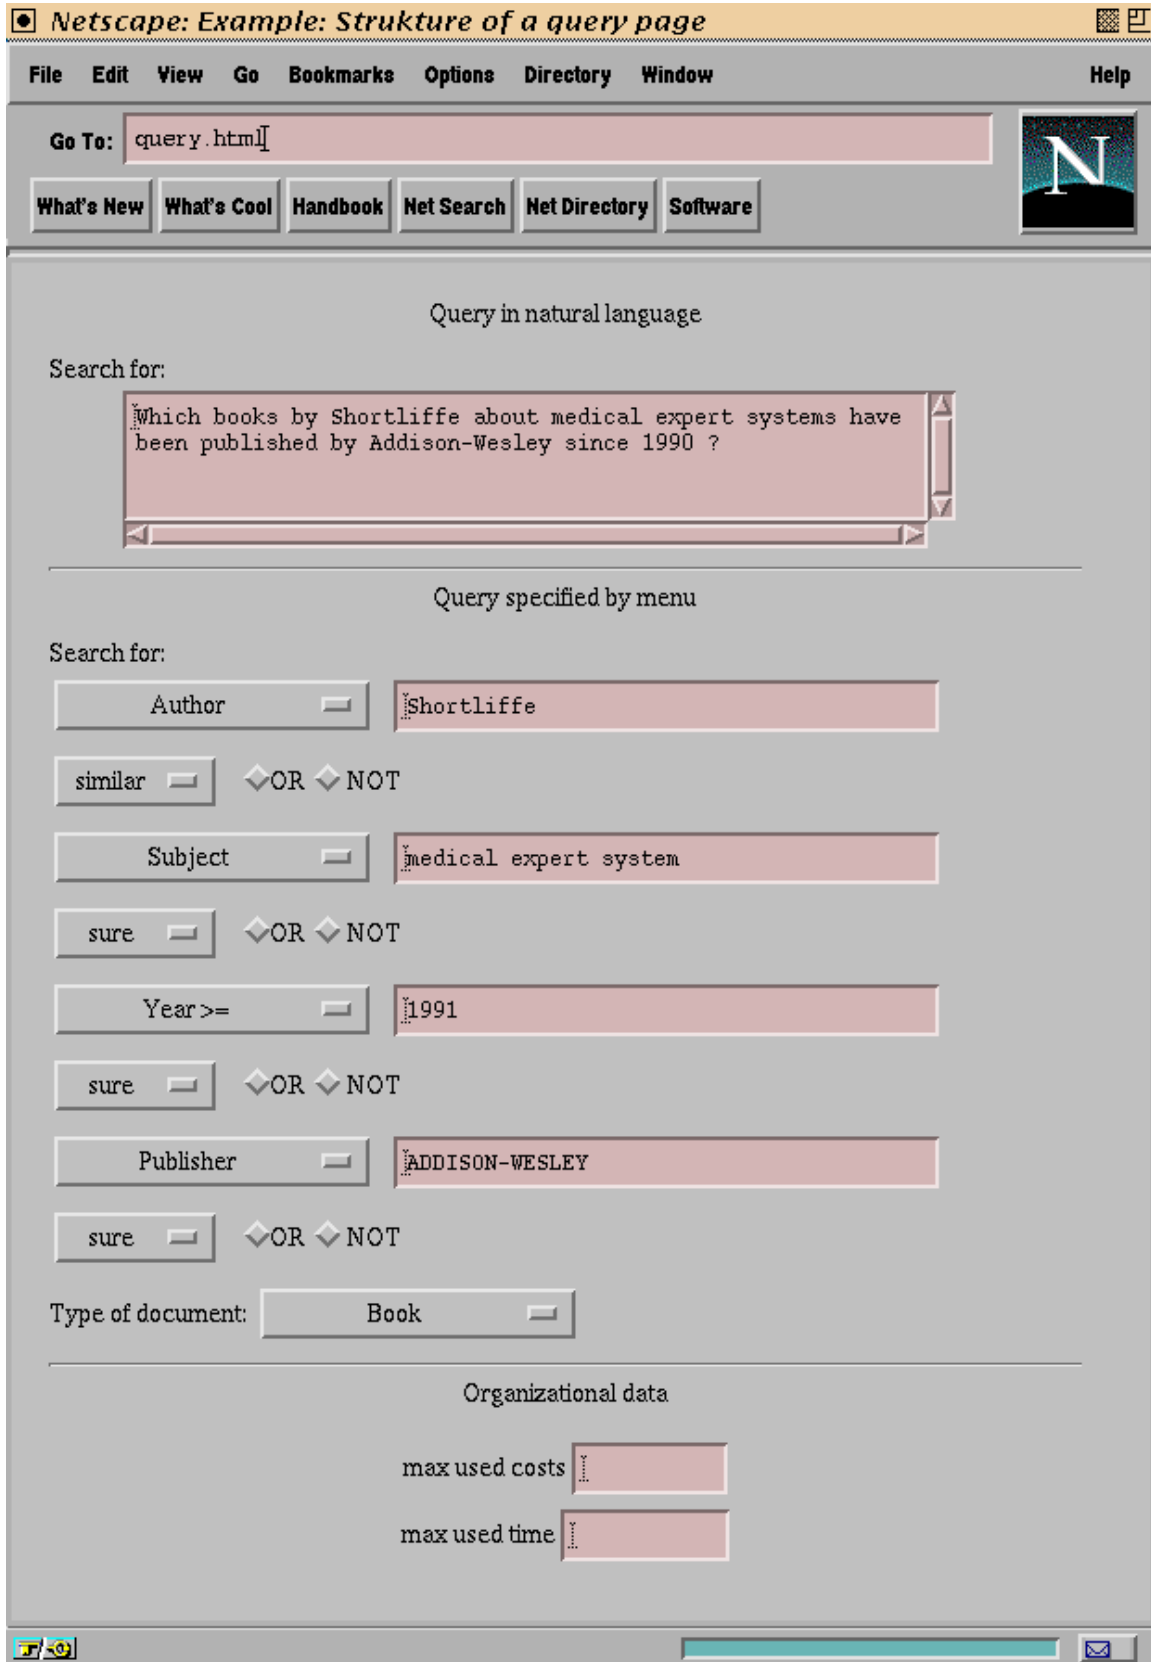 Netscape: Example: Strukture of a query page
File Edit View Go Bookmarks Options Directory Window Help
Go To: query.html
N
What's New What's Cool Handbook Net Search Net Directory Software
Query in natural language
Search for:
Which books by Shortliffe about medical expert systems have
been published by Addison-Wesley since 1990 ?
Query specified by menu
Search for:
Author Shortliffe
similar OR NOT
Subject medical expert system
sure OR NOT
Year >= 1991
sure OR NOT
Publisher ADDISON-WESLEY
sure OR NOT
Type of document: Book
Organizational data
max used costs
max used time